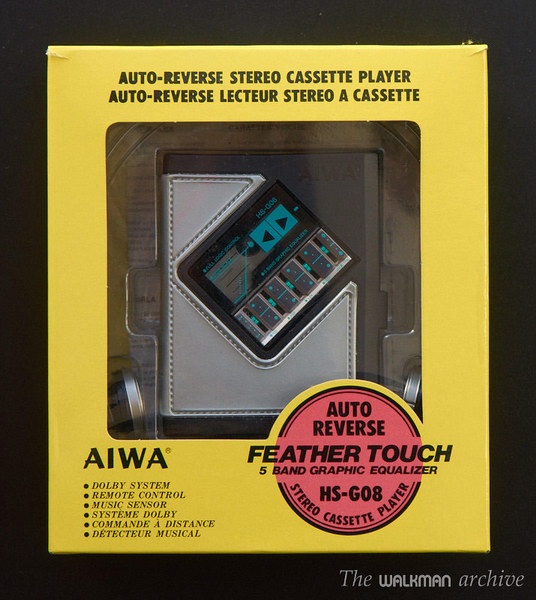 AUTO-REVERSE STEREO CASSETTE PLAYER
AUTO-REVERSE LECTEUR STEREO A CASSETTE
HS-G08
AUTO
REVERSE
FEATHER TOUCH
5 BAND GRAPHIC EQUALIZER
HS-G08
STEREO CASSETTE PLAYER
AIWA®
● DOLBY SYSTEM
● REMOTE CONTROL
● MUSIC SENSOR
● SYSTÈME DOLBY
● COMMANDE À DISTANCE
● DÉTECTEUR MUSICAL
The WALKMAN archive